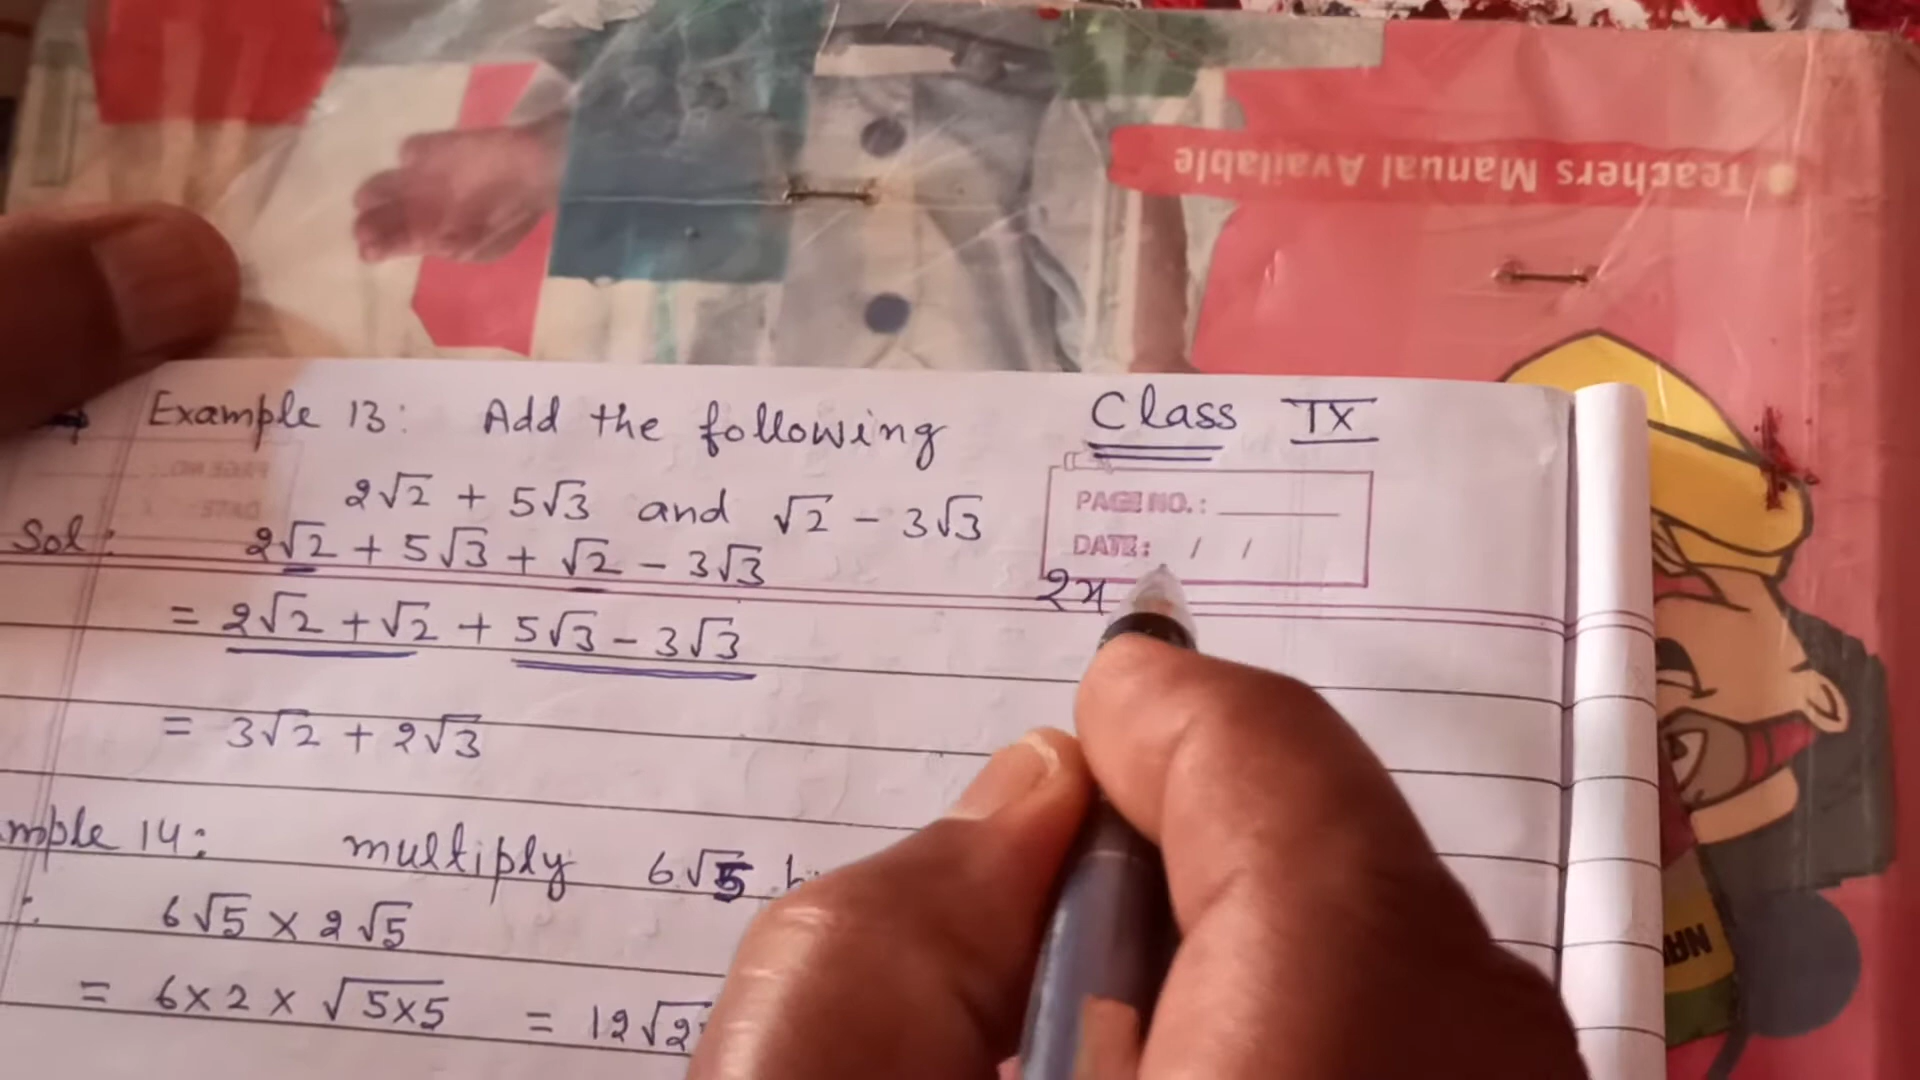 Teachers Manual Available
Example 13: Add the following
Class IX
2√2 + 5√3 and √2 - 3√3
PAGE NO.:
DATE: / /
Sol: 2√2 + 5√3 + √2 - 3√3
2x
= 2√2 + √2 + 5√3 - 3√3
= 3√2 + 2√3
mple 14: multiply 6√5
: 6√5 × 2√5
= 6×2× √5×5 = 12√2